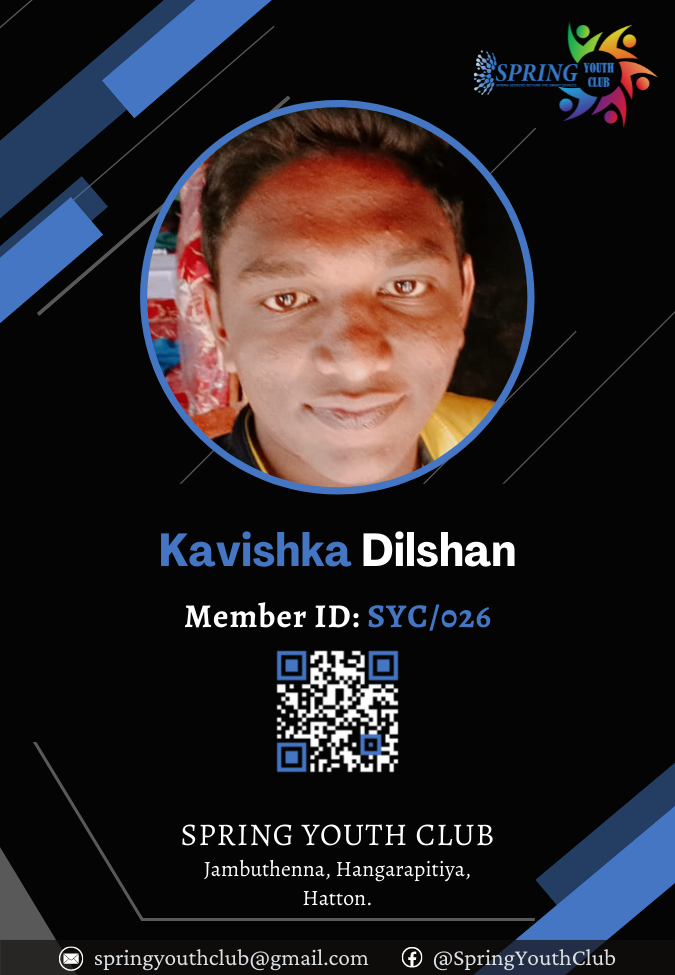 SPRING YOUTH
CLUB
Kavishka Dilshan
Member ID: SYC/026
SPRING YOUTH CLUB
Jambuthenna, Hangarapitiya,
Hatton.
springyouthclub@gmail.com @SpringYouthClub